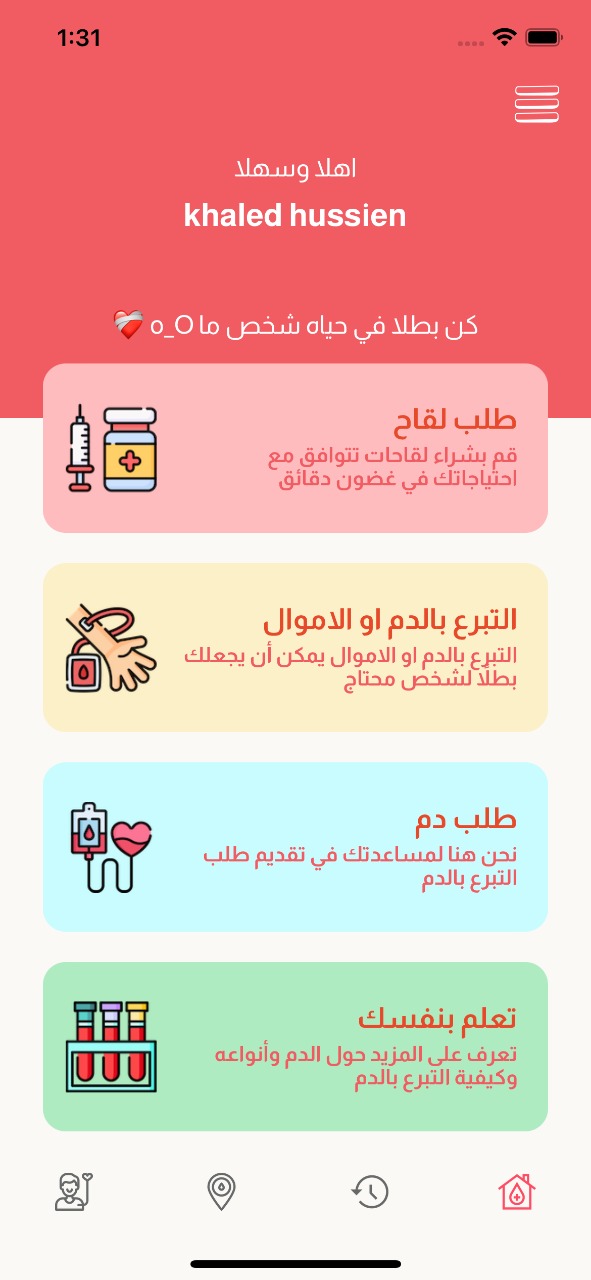 1:31
اهلا وسهلا
khaled hussien
كن بطلا في حياه شخص ما o_O ❤️‍🩹
طلب لقاح
قم بشراء لقاحات تتوافق مع
احتياجاتك في غضون دقائق
التبرع بالدم او الاموال
التبرع بالدم او الاموال يمكن أن يجعلك
بطلاً لشخص محتاج
طلب دم
نحن هنا لمساعدتك في تقديم طلب
التبرع بالدم
تعلم بنفسك
تعرف على المزيد حول الدم وأنواعه
وكيفية التبرع بالدم